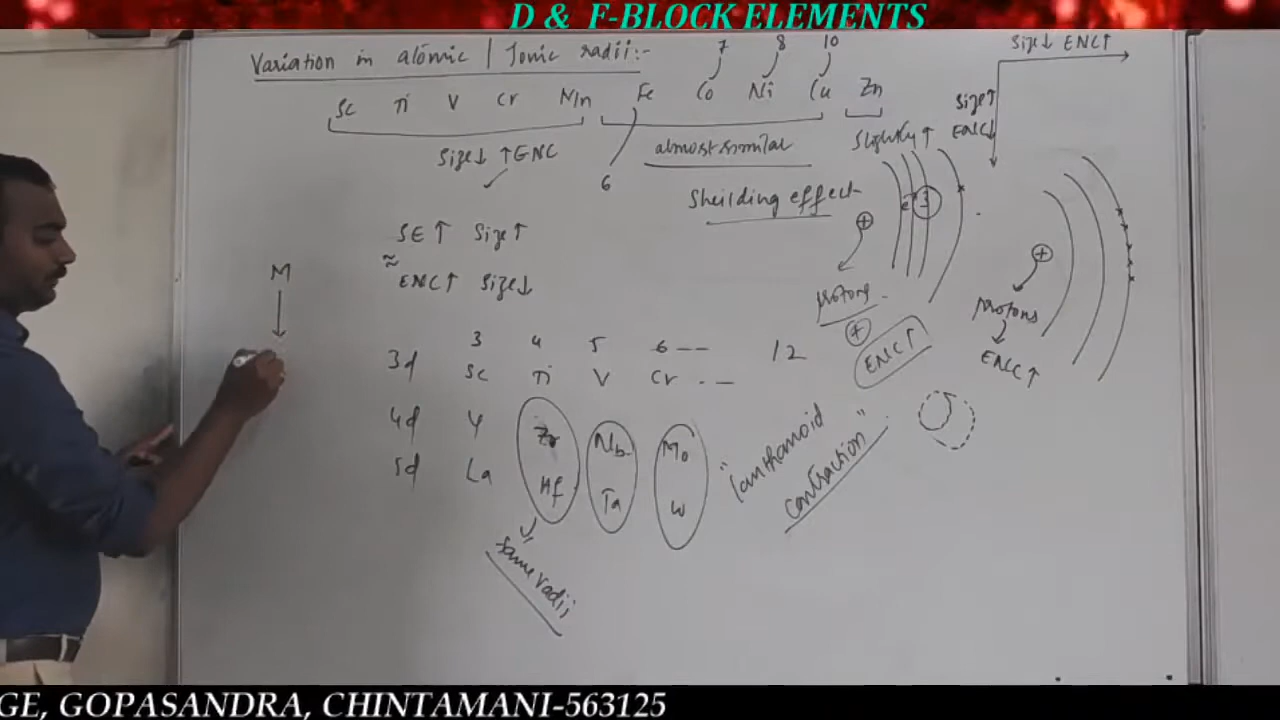 D & F-BLOCK ELEMENTS
Variation in atomic | Ionic radii:-
7 8 10
Sc Ti V Cr Mn Fe Co Ni Cu Zn
Size↓ ↑ENC
6
almost similar
Slightly ↑
Size↓ ENC↑
Size↑
ENC↓
Sheilding effect
SE↑ Size↑
≈
ENC↑ Size↓
M
3 4 5 6 -- 12
3d Sc Ti V Cr . --
4d Y Zr Nb Mo
5d La Hf Ta W
same radii
"lanthanoid
contraction"
+
protons
+
ENC↑
+
protons
ENC↑
GE, GOPASANDRA, CHINTAMANI-563125